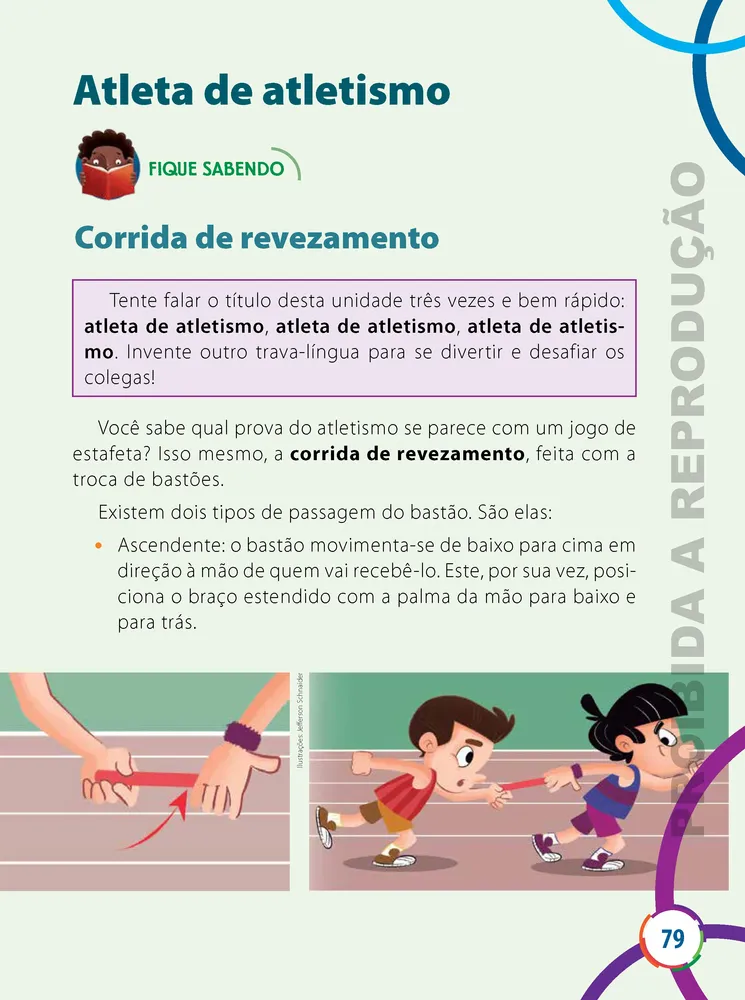 Atleta de atletismo
FIQUE SABENDO
Corrida de revezamento
Tente falar o título desta unidade três vezes e bem rápido:
atleta de atletismo, atleta de atletismo, atleta de atletis-
mo. Invente outro trava-língua para se divertir e desafiar os
colegas!
Você sabe qual prova do atletismo se parece com um jogo de
estafeta? Isso mesmo, a corrida de revezamento, feita com a
troca de bastões.
Existem dois tipos de passagem do bastão. São elas:
• Ascendente: o bastão movimenta-se de baixo para cima em
direção à mão de quem vai recebê-lo. Este, por sua vez, posi-
ciona o braço estendido com a palma da mão para baixo e
para trás.
Ilustrações: Jefferson Schnaider
PROIBIDA A REPRODUÇÃO
79